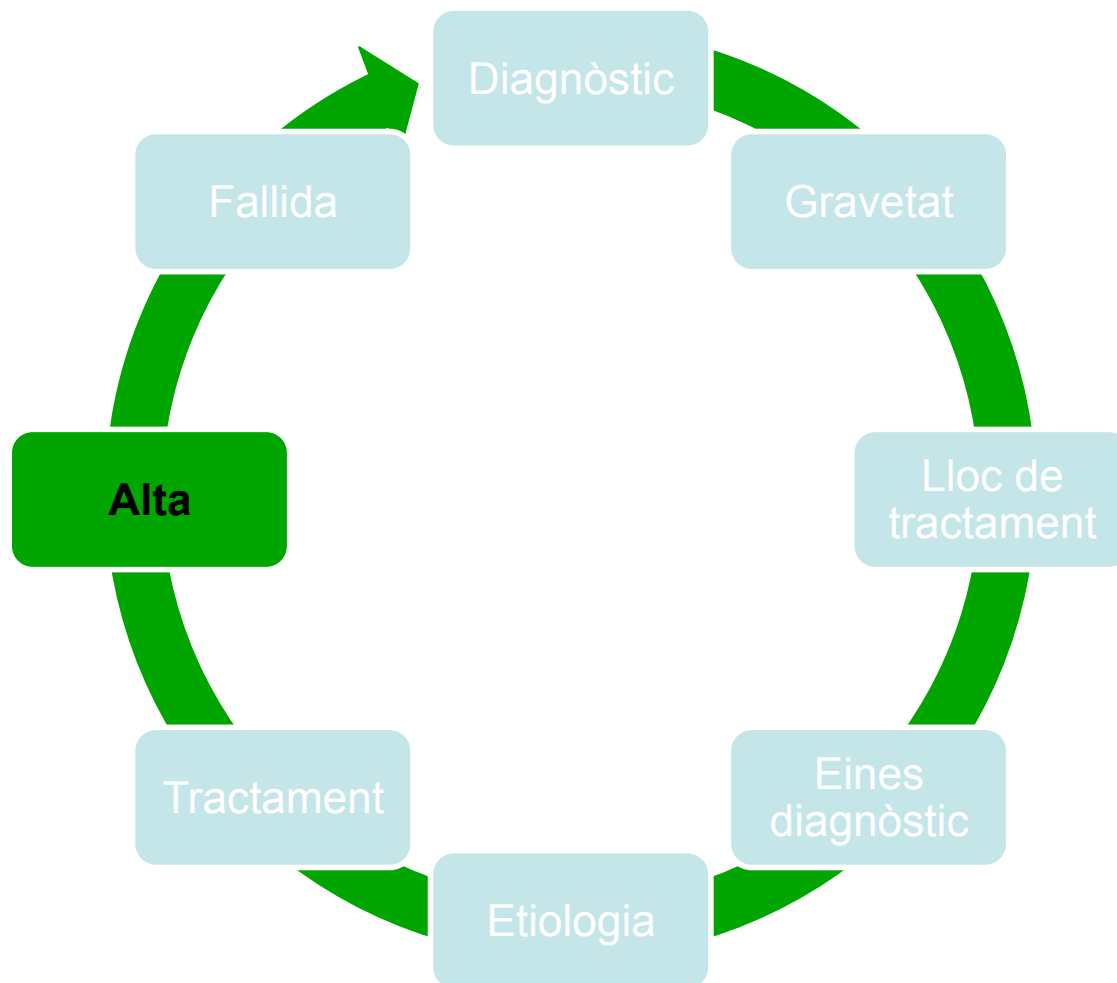 Diagnòstic
Gravetat
Lloc de
tractament
Eines
diagnòstic
Etiologia
Tractament
Alta
Fallida